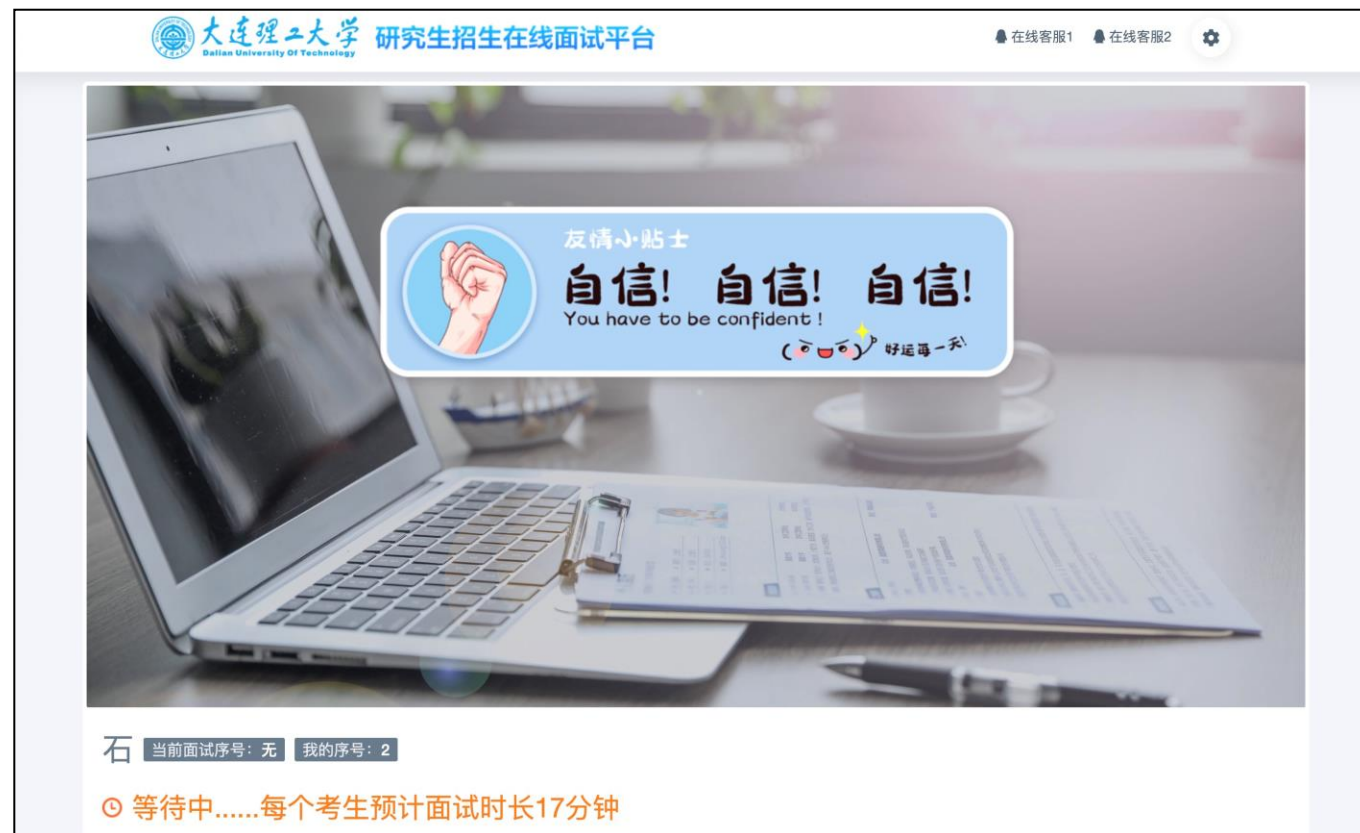 大连理工大学 研究生招生在线面试平台
Dalian University Of Technology
在线客服1 在线客服2
友情小贴士
自信! 自信! 自信!
You have to be confident !
好运每一天!
石 当前面试序号：无 我的序号：2
等待中......每个考生预计面试时长17分钟